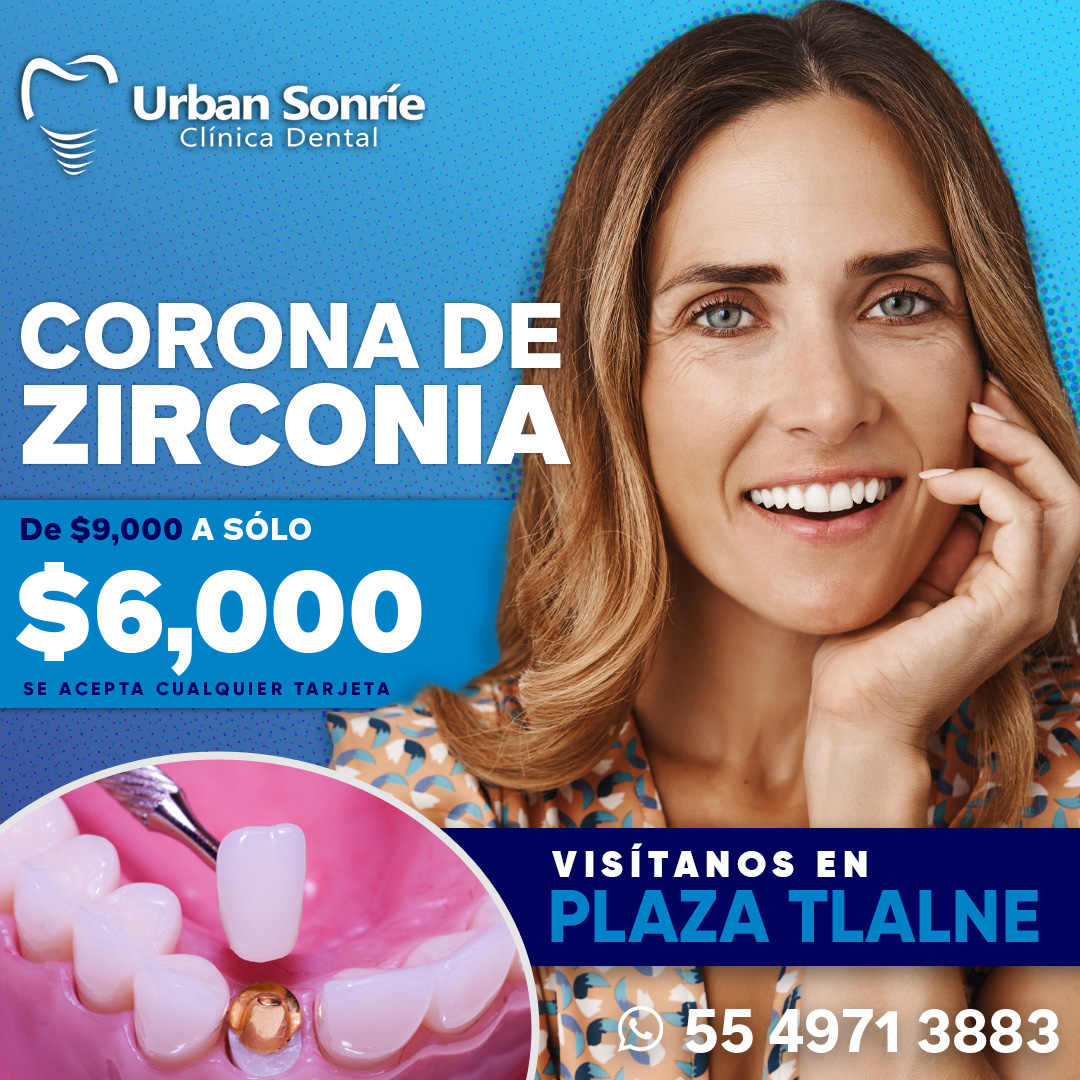 Urban Sonríe
Clínica Dental
CORONA DE
ZIRCONIA
De $9,000 A SÓLO
$6,000
SE ACEPTA CUALQUIER TARJETA
VISÍTANOS EN
PLAZA TLALNE
55 4971 3883